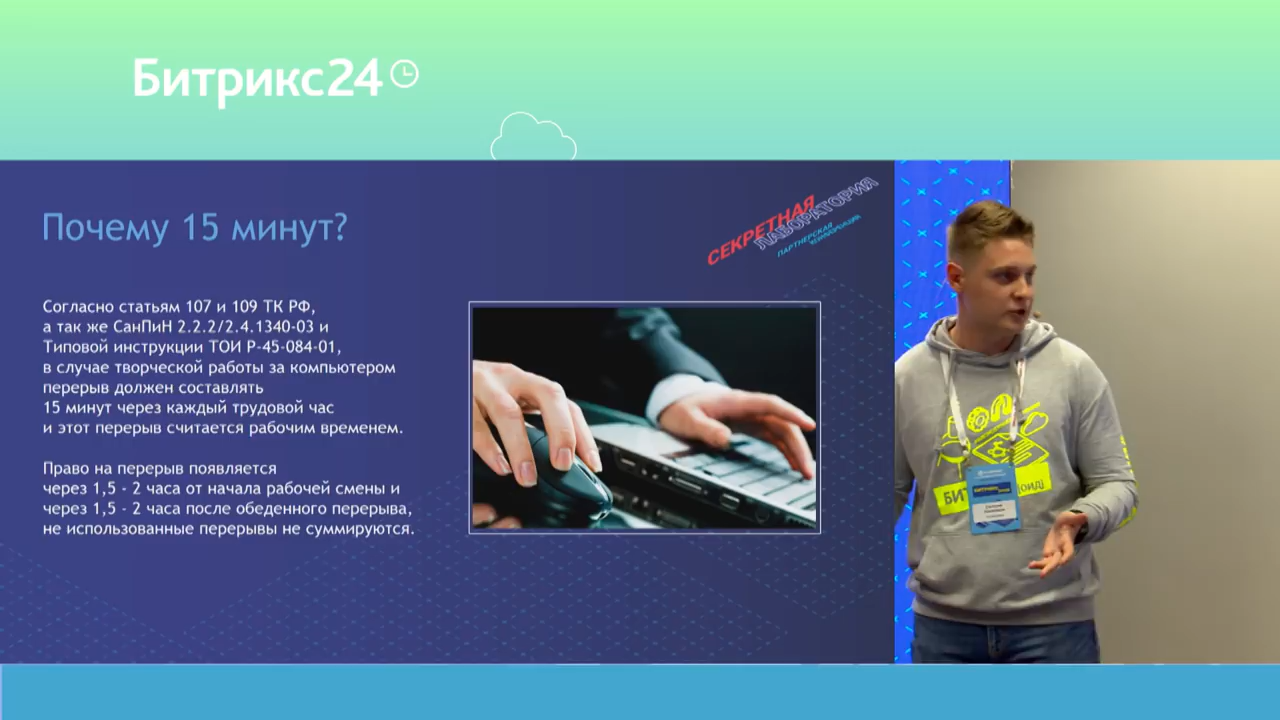 Битрикс24
Почему 15 минут?
СЕКРЕТНАЯ
ЛАБОРАТОРИЯ
ПАРТНЕРСКАЯ
КОНФЕРЕНЦИЯ
Согласно статьям 107 и 109 ТК РФ,
а так же СанПиН 2.2.2/2.4.1340-03 и
Типовой инструкции ТОИ Р-45-084-01,
в случае творческой работы за компьютером
перерыв должен составлять
15 минут через каждый трудовой час
и этот перерыв считается рабочим временем.
Право на перерыв появляется
через 1,5 - 2 часа от начала рабочей смены и
через 1,5 - 2 часа после обеденного перерыва,
не использованные перерывы не суммируются.
БИТ